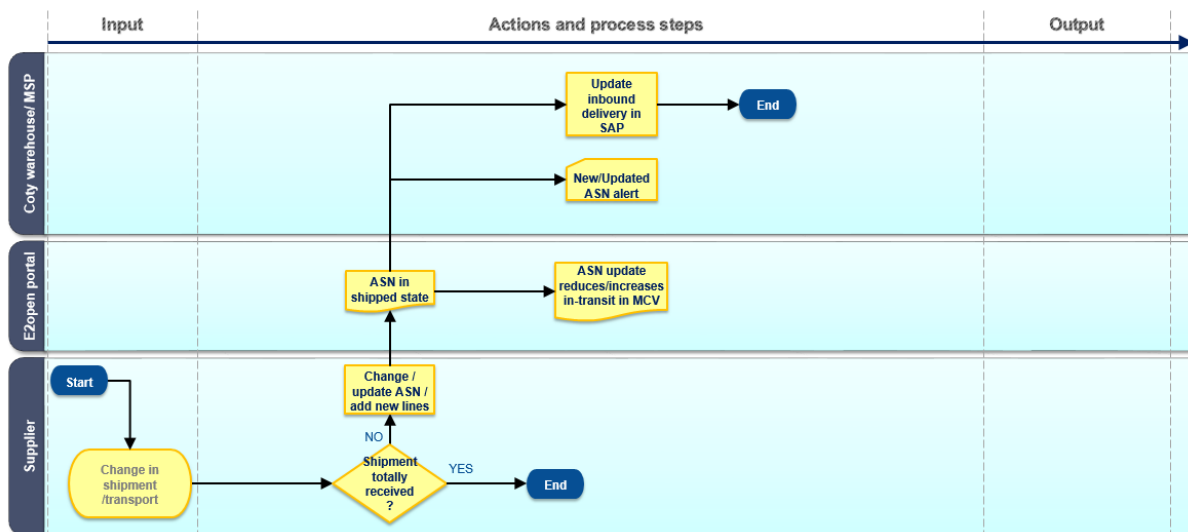 Input
Actions and process steps
Output
Coty warehouse/ MSP
Update
inbound
delivery in
SAP
End
New/Updated
ASN alert
E2open portal
ASN in
shipped state
ASN update
reduces/increases
in-transit in MCV
Supplier
Start
Change /
update ASN /
add new lines
NO
Change in
shipment
/transport
Shipment
totally
received
?
YES
End